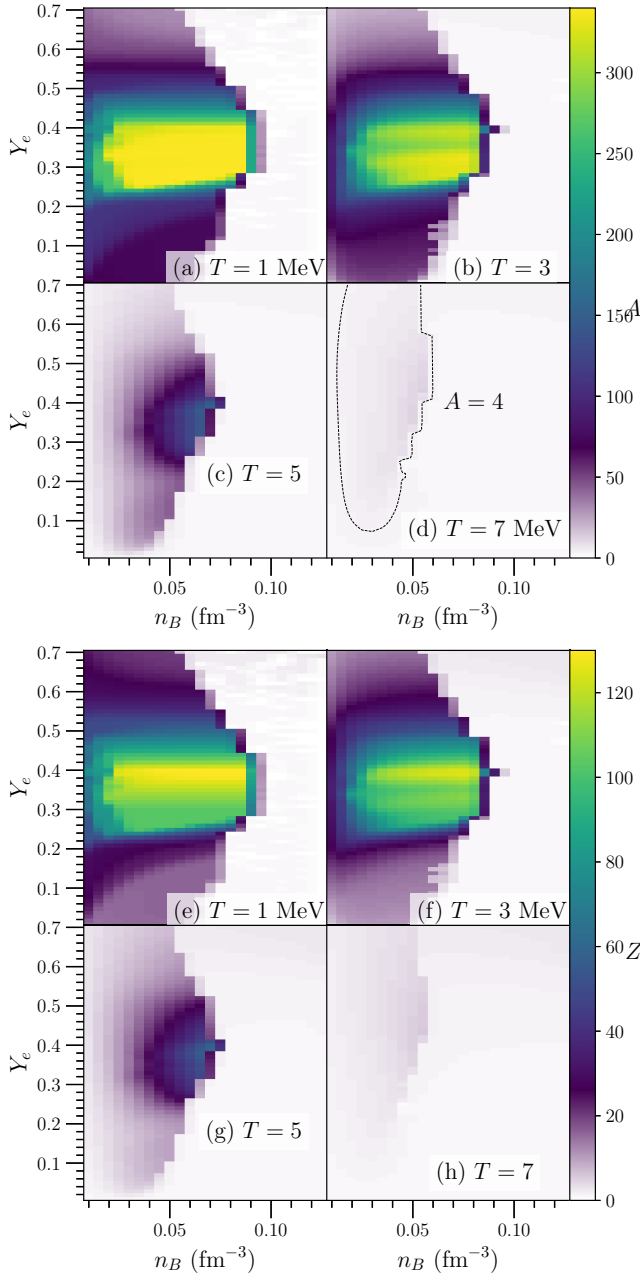 0.7
0.6
0.5
0.4
0.3
0.2
0.1
Y_e
(a) T = 1 MeV
(b) T = 3
350
300
250
200
150
100
50
0
A
0.7
0.6
0.5
0.4
0.3
0.2
0.1
Y_e
(c) T = 5
A = 4
(d) T = 7 MeV
0.05 0.10
n_B (fm⁻³)
0.05 0.10
n_B (fm⁻³)
0.7
0.6
0.5
0.4
0.3
0.2
0.1
Y_e
(e) T = 1 MeV
(f) T = 3 MeV
120
100
80
60
40
20
0
Z
0.7
0.6
0.5
0.4
0.3
0.2
0.1
Y_e
(g) T = 5
(h) T = 7
0.05 0.10
n_B (fm⁻³)
0.05 0.10
n_B (fm⁻³)